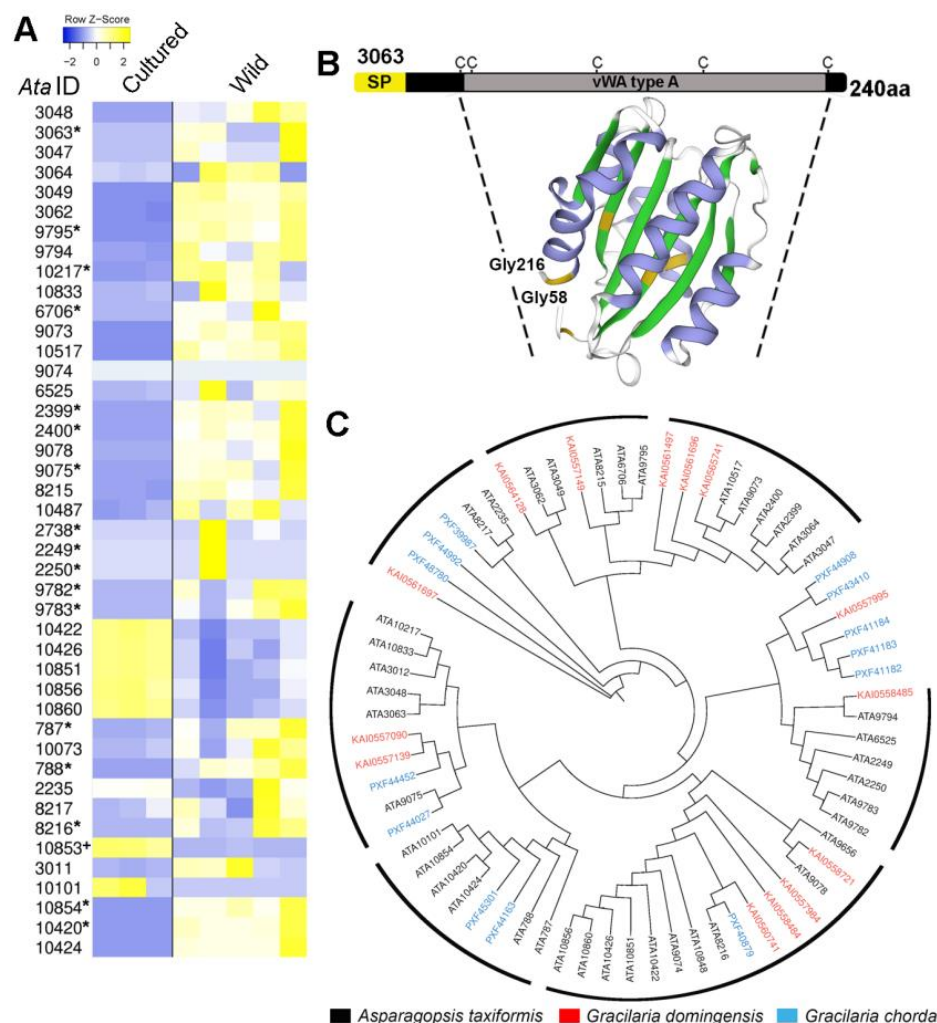 A
Row Z-Score
-2 0 2
Cultured
Wild
Ata ID
3048
3063*
3047
3064
3049
3062
9795*
9794
10217*
10833
6706*
9073
10517
9074
6525
2399*
2400*
9078
9075*
8215
10487
2738*
2249*
2250*
9782*
9783*
10422
10426
10851
10856
10860
787*
10073
788*
2235
8217
8216*
10853+
3011
10101
10854*
10420*
10424
B
3063
SP
CC
C
C
C
vWA type A
240aa
Gly216
Gly58
C
KAI0561697
PXF48780
PXF44992
PXF39987
ATA8217
ATA2235
KAI0564128
ATA3062
ATA3049
KAI0557149
ATA8215
ATA6706
ATA9795
KAI0561497
KAI0561696
KAI0565741
ATA10517
ATA9073
ATA2400
ATA2399
ATA3064
ATA3047
PXF44908
PXF43410
KAI0557995
PXF41184
PXF41183
PXF41182
KAI0558485
ATA9794
ATA6525
ATA2249
ATA2250
ATA9783
ATA9782
ATA9656
KAI0558721
ATA9078
KAI0557984
KAI0558484
KAI0560741
PXF40879
ATA8216
ATA10848
ATA9074
ATA10422
ATA10851
ATA10426
ATA10860
ATA10856
ATA787
ATA788
PXF44163
PXF45301
ATA10424
ATA10420
ATA10854
ATA10101
PXF44027
ATA9075
PXF44452
KAI0557139
KAI0557090
ATA3063
ATA3048
ATA3012
ATA10833
ATA10217
Asparagopsis taxiformis
Gracilaria domingensis
Gracilaria chorda